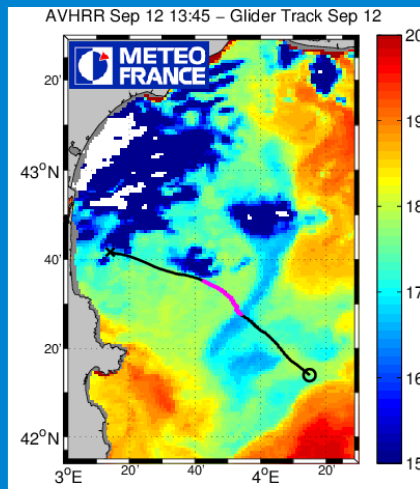 AVHRR Sep 12 13:45 – Glider Track Sep 12
METEO
FRANCE
20'
43°N
40'
20'
42°N
3°E
20'
40'
4°E
20'
20
19
18
17
16
15